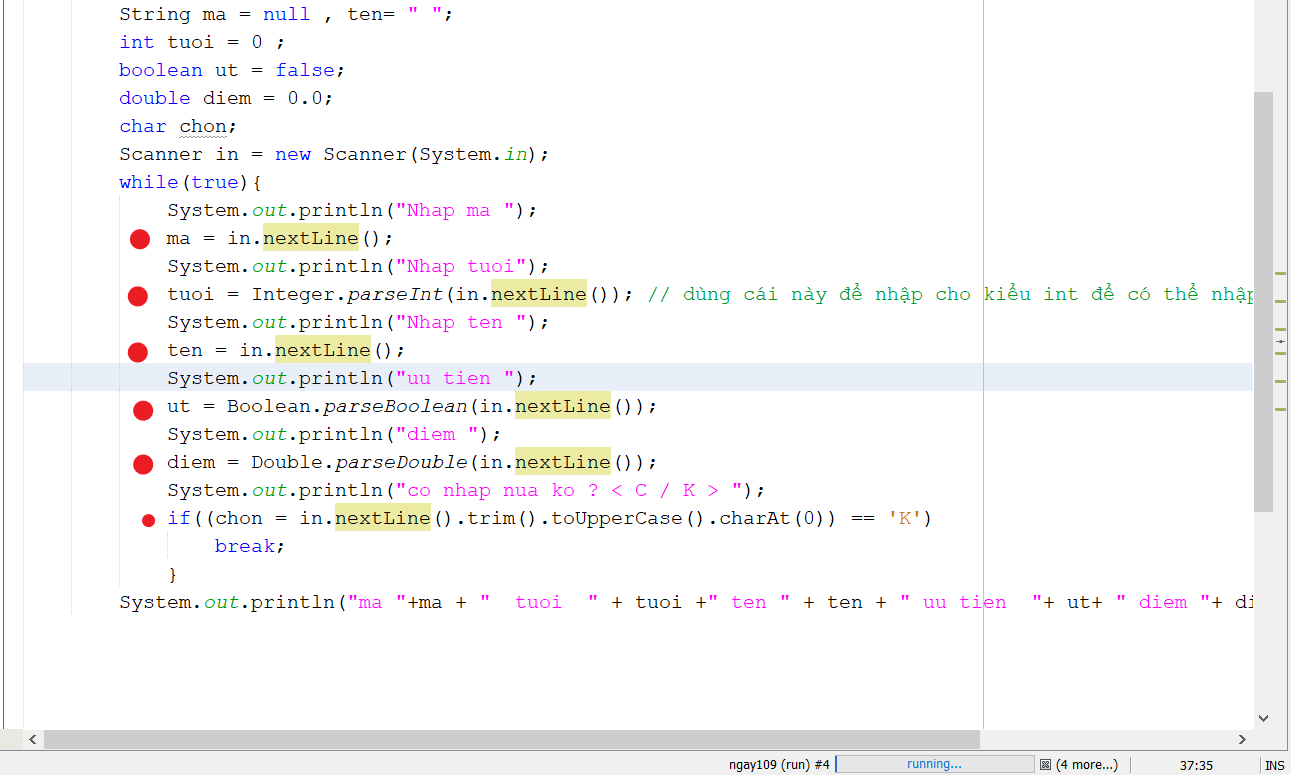 String ma = null , ten= " ";
int tuoi = 0 ;
boolean ut = false;
double diem = 0.0;
char chon;
Scanner in = new Scanner(System.in);
while(true){
System.out.println("Nhap ma ");
ma = in.nextLine();
System.out.println("Nhap tuoi");
tuoi = Integer.parseInt(in.nextLine()); // dùng cái này để nhập cho kiểu int để có thể nhập
System.out.println("Nhap ten ");
ten = in.nextLine();
System.out.println("uu tien ");
ut = Boolean.parseBoolean(in.nextLine());
System.out.println("diem ");
diem = Double.parseDouble(in.nextLine());
System.out.println("co nhap nua ko ? < C / K > ");
if((chon = in.nextLine().trim().toUpperCase().charAt(0)) == 'K')
break;
}
System.out.println("ma "+ma + "  tuoi  " + tuoi +" ten " + ten + " uu tien  "+ ut+ " diem "+ di
ngay109 (run) #4 running... (4 more...) 37:35 INS